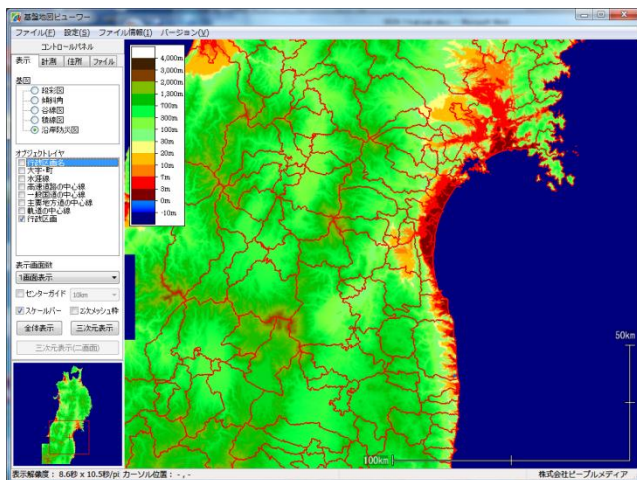 基盤地図ビューワー
ファイル(F) 設定(S) ファイル情報(I) バージョン(V)
コントロールパネル
表示 計測 住所 ファイル
基図
段彩図
傾斜角
谷線図
稜線図
沿岸防災図
オブジェクトレイヤ
行政区画名
大字・町
水涯線
高速道路の中心線
一般国道の中心線
主要地方道の中心線
軌道の中心線
行政区画
表示画面数
1画面表示
センターガイド 10km
スケールバー 2次メッシュ枠
全体表示 三次元表示
三次元表示(二画面)
4,000m
3,000m
2,000m
1,300m
700m
300m
100m
30m
20m
10m
7m
3m
0m
-10m
50km
100km
表示解像度： 8.6秒 x 10.5秒/pi カーソル位置： - , -
株式会社ピープルメディア